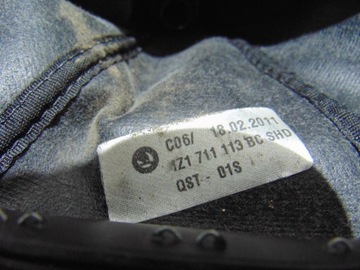 C06/ 18.02.2011
1Z1 711 113 BC SHD
QST - 01S